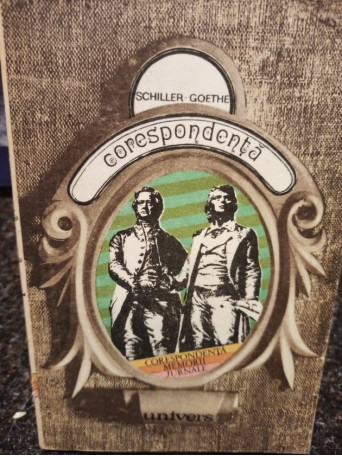 SCHILLER-GOETHE
corespondență
CORESPONDENȚĂ
MEMORII
JURNALE
univers